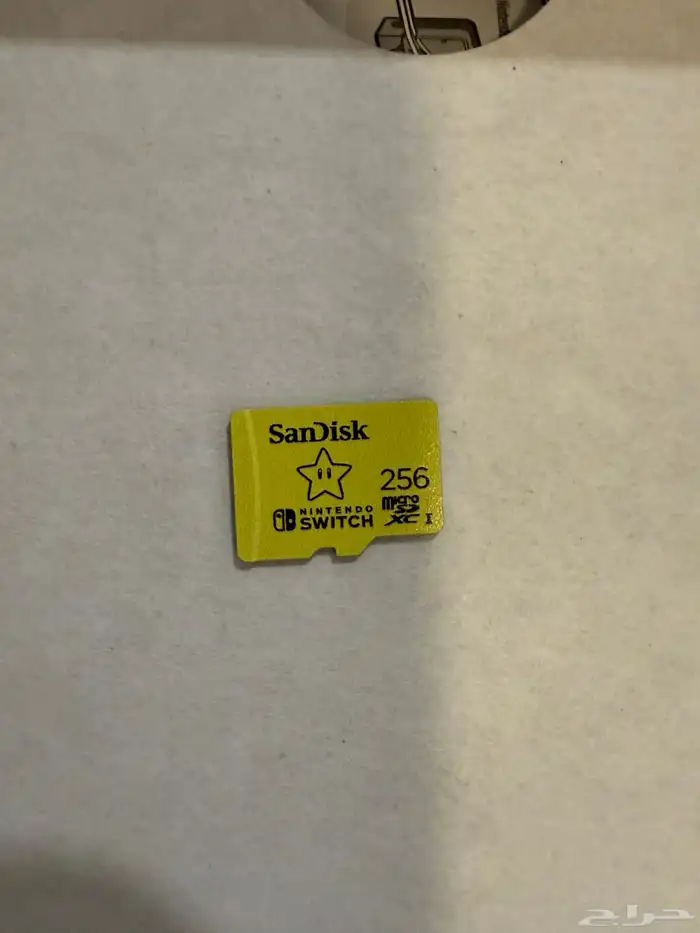 SanDisk
256
NINTENDO
SWITCH
micro
SD
XC I
حراج